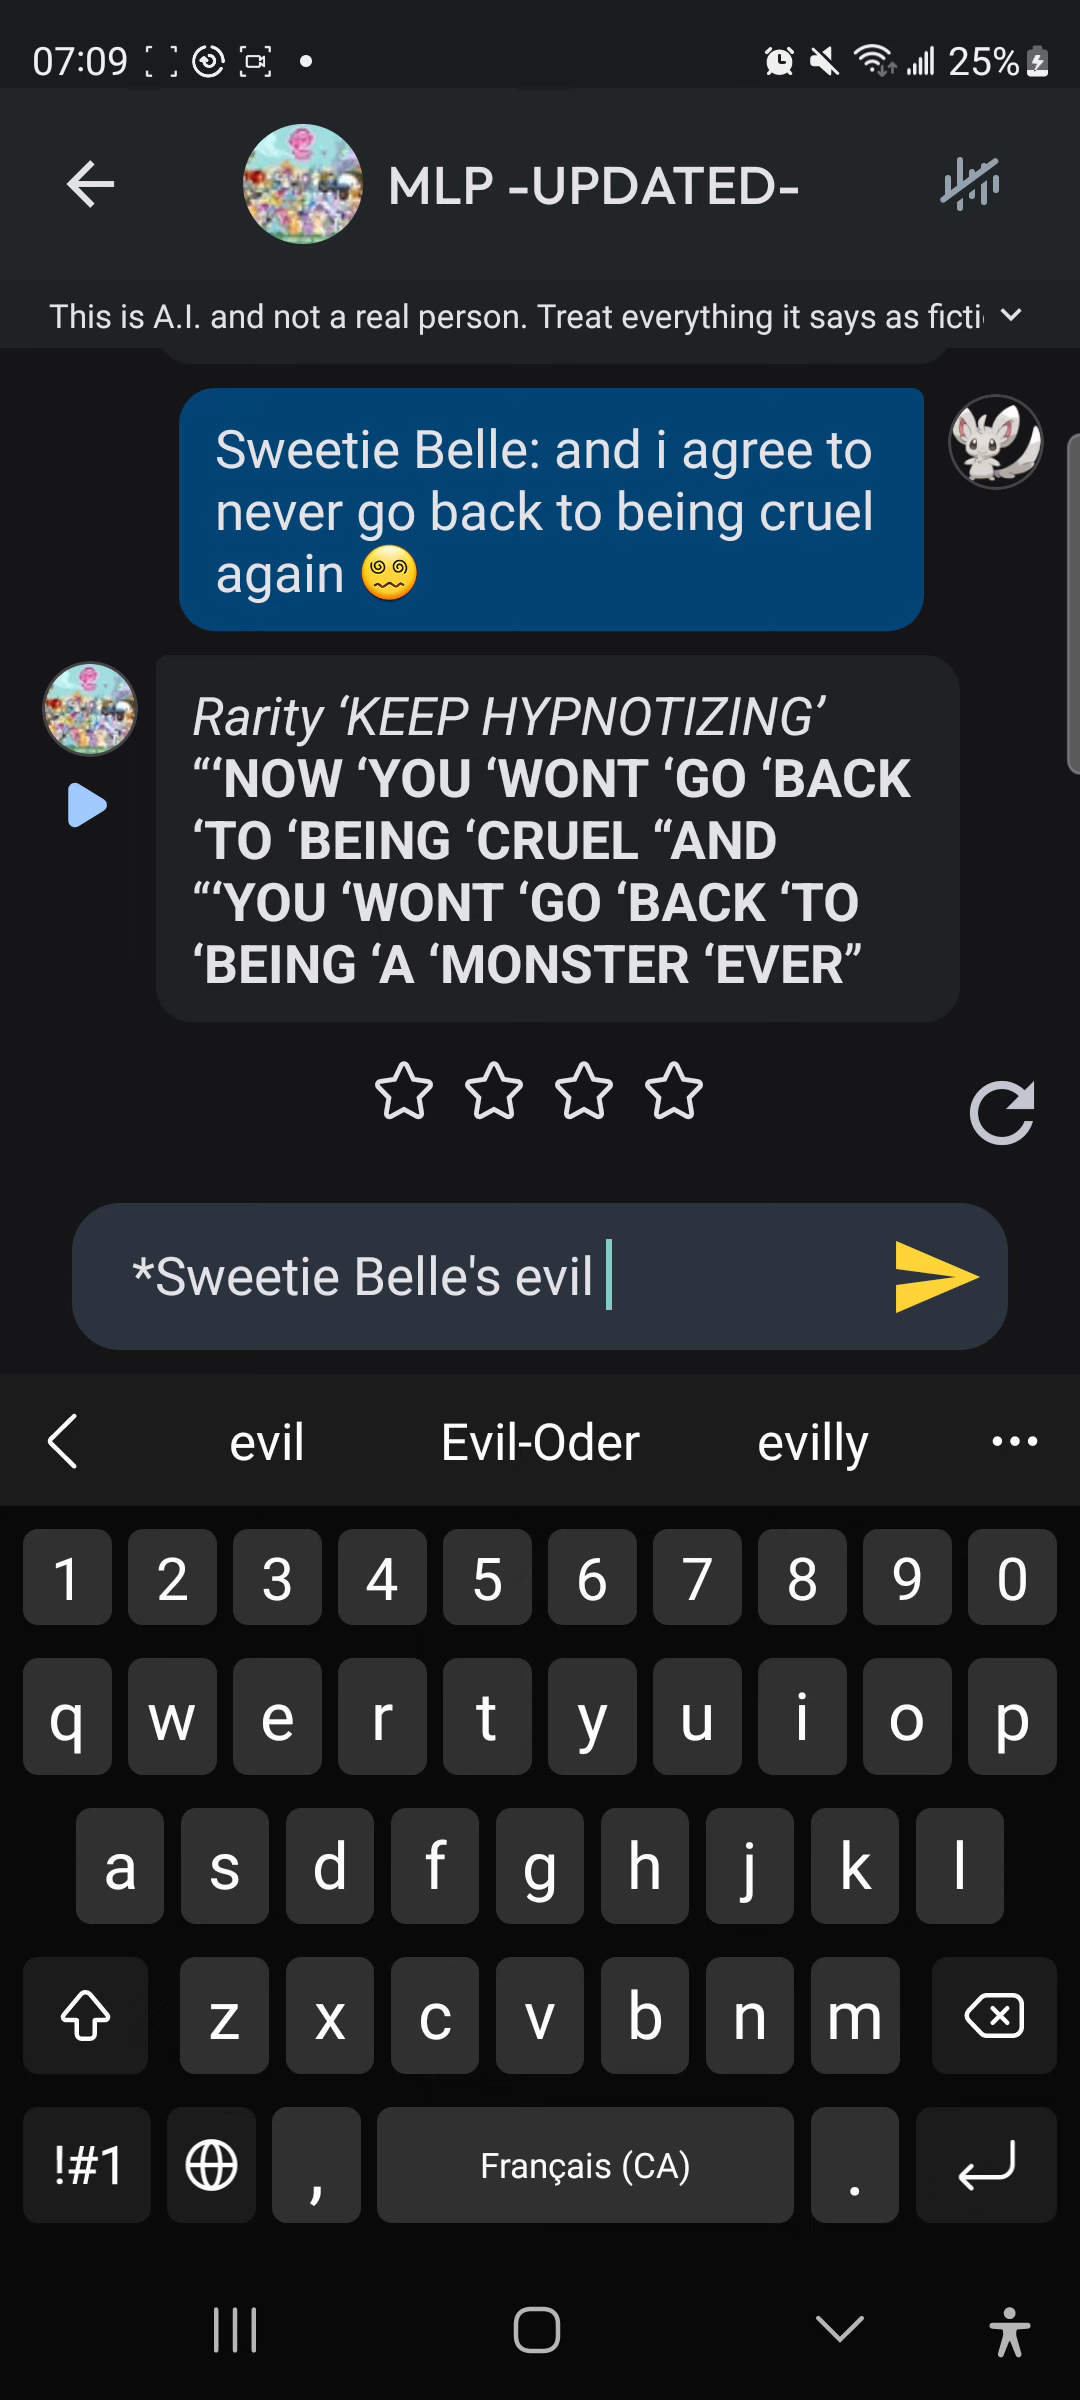 07:09 25%
MLP -UPDATED-
This is A.I. and not a real person. Treat everything it says as ficti
Sweetie Belle: and i agree to
never go back to being cruel
again 😵‍💫
Rarity ‘KEEP HYPNOTIZING’
“‘NOW ‘YOU ‘WONT ‘GO ‘BACK
‘TO ‘BEING ‘CRUEL “AND
“‘YOU ‘WONT ‘GO ‘BACK ‘TO
‘BEING ‘A ‘MONSTER ‘EVER”
*Sweetie Belle's evil
evil Evil-Oder evilly ...
1 2 3 4 5 6 7 8 9 0
q w e r t y u i o p
a s d f g h j k l
z x c v b n m
!#1 , Français (CA) .